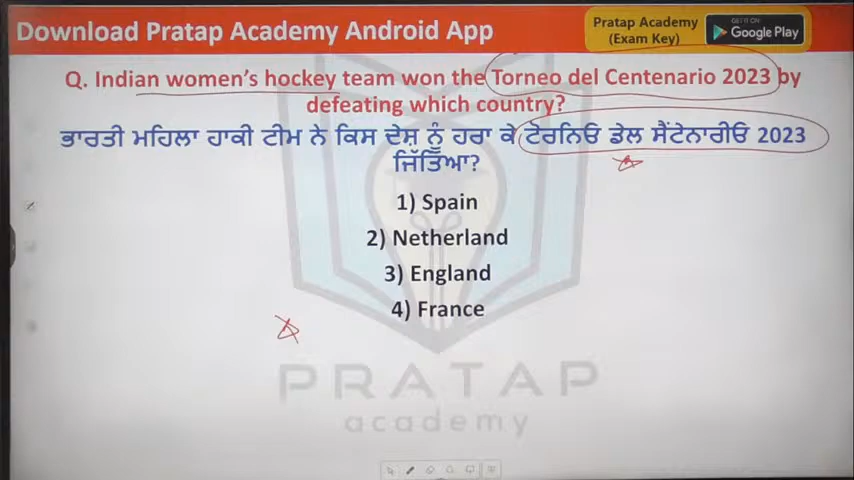 Download Pratap Academy Android App
Pratap Academy
(Exam Key)
GET IT ON
Google Play
Q. Indian women's hockey team won the Torneo del Centenario 2023 by
defeating which country?
ਭਾਰਤੀ ਮਹਿਲਾ ਹਾਕੀ ਟੀਮ ਨੇ ਕਿਸ ਦੇਸ਼ ਨੂੰ ਹਰਾ ਕੇ ਟੋਰਨਿਓ ਡੇਲ ਸੈਂਟੇਨਾਰੀਓ 2023
ਜਿੱਤਿਆ?
1) Spain
2) Netherland
3) England
4) France
PRATAP
academy